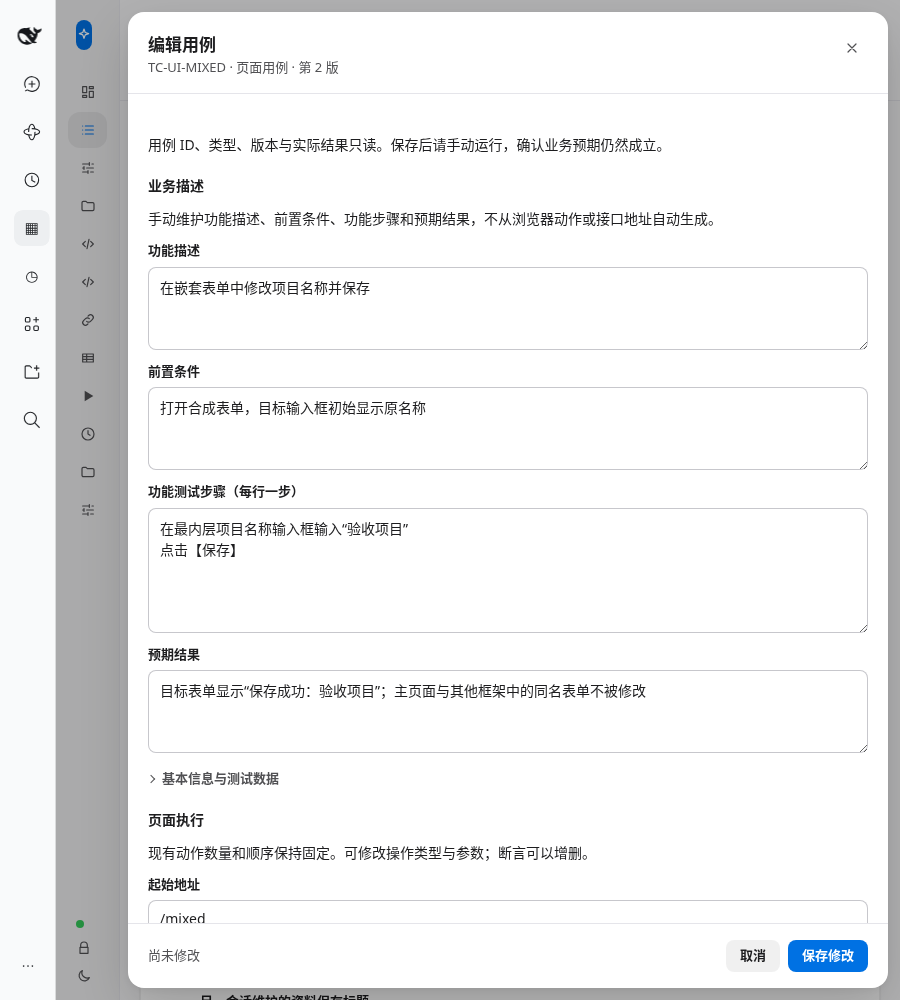 编辑用例
TC-UI-MIXED · 页面用例 · 第 2 版
用例 ID、类型、版本与实际结果只读。保存后请手动运行，确认业务预期仍然成立。
业务描述
手动维护功能描述、前置条件、功能步骤和预期结果，不从浏览器动作或接口地址自动生成。
功能描述
在嵌套表单中修改项目名称并保存
前置条件
打开合成表单，目标输入框初始显示原名称
功能测试步骤（每行一步）
在最内层项目名称输入框输入“验收项目”
点击【保存】
预期结果
目标表单显示“保存成功：验收项目”；主页面与其他框架中的同名表单不被修改
基本信息与测试数据
页面执行
现有动作数量和顺序保持固定。可修改操作类型与参数；断言可以增删。
起始地址
/mixed
尚未修改
取消
保存修改